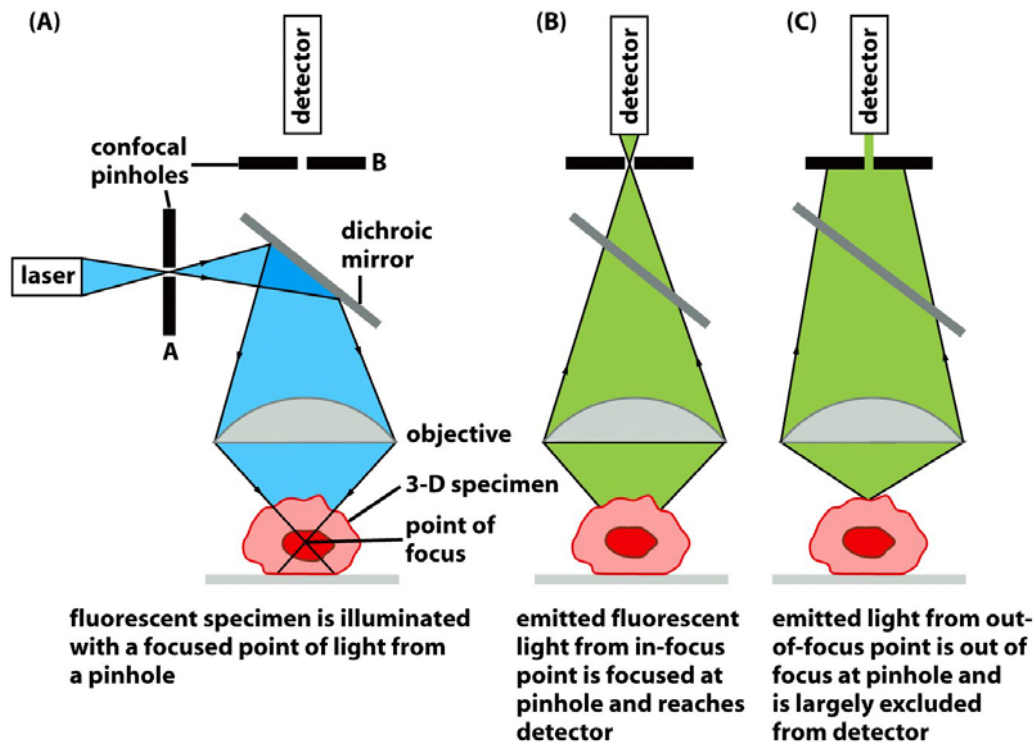 (A)
detector
confocal
pinholes
B
dichroic
mirror
laser
A
objective
3-D specimen
point of
focus
fluorescent specimen is illuminated
with a focused point of light from
a pinhole
(B)
detector
emitted fluorescent
light from in-focus
point is focused at
pinhole and reaches
detector
(C)
detector
emitted light from out-
of-focus point is out of
focus at pinhole and
is largely excluded
from detector